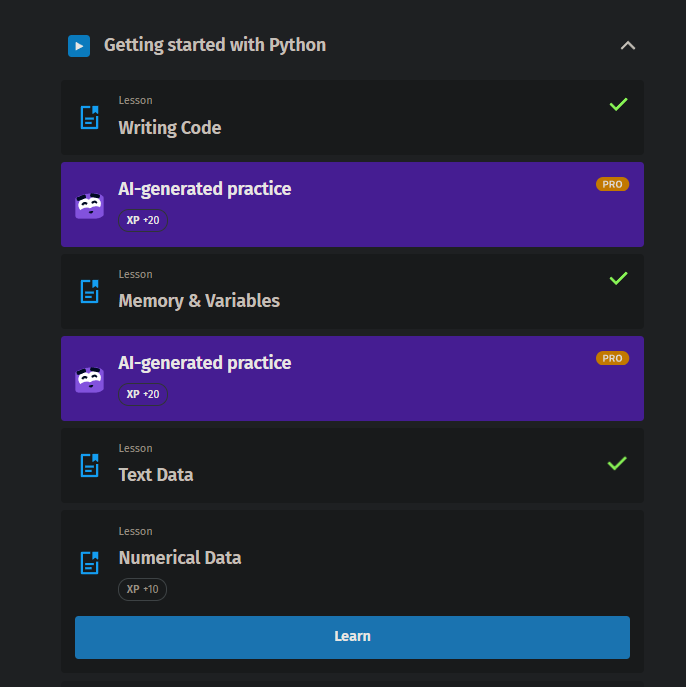 Getting started with Python
Lesson
Writing Code
AI-generated practice
PRO
XP +20
Lesson
Memory & Variables
AI-generated practice
PRO
XP +20
Lesson
Text Data
Lesson
Numerical Data
XP +10
Learn